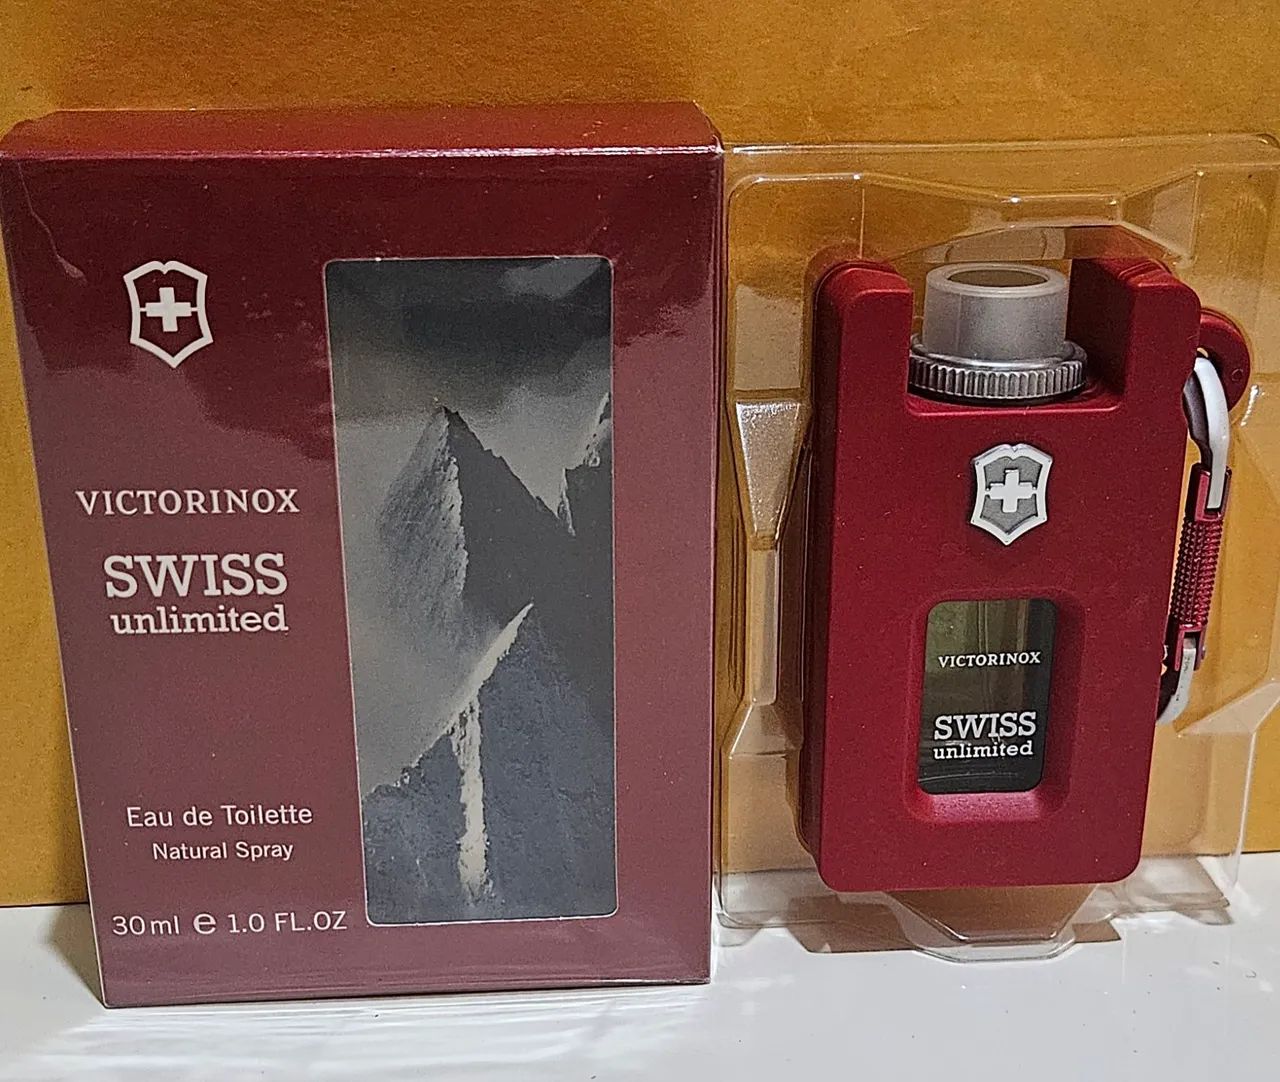 VICTORINOX
SWISS
unlimited
Eau de Toilette
Natural Spray
30ml e 1.0 FL.OZ
VICTORINOX
SWISS
unlimited